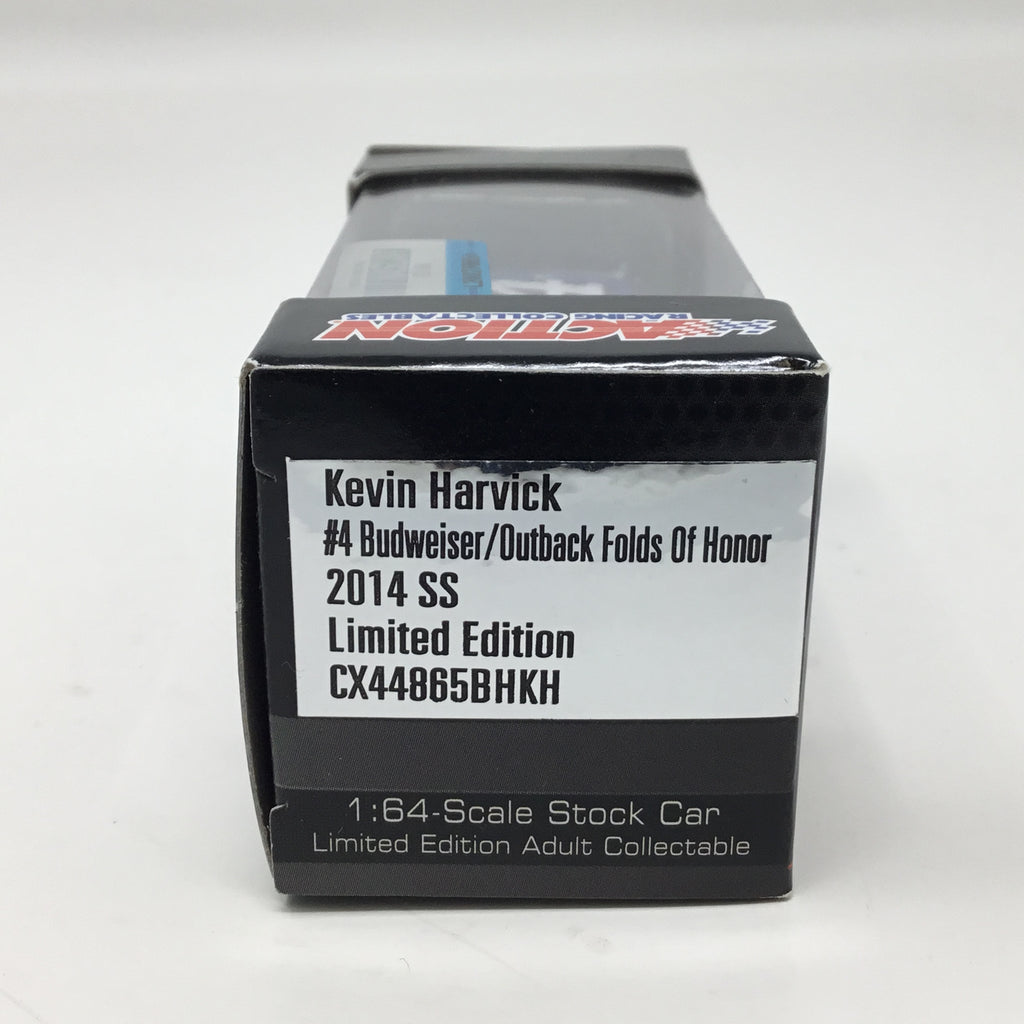 ACTION
RACING COLLECTABLES
Kevin Harvick
#4 Budweiser/Outback Folds Of Honor
2014 SS
Limited Edition
CX44865BHKH
1:64-Scale Stock Car
Limited Edition Adult Collectable